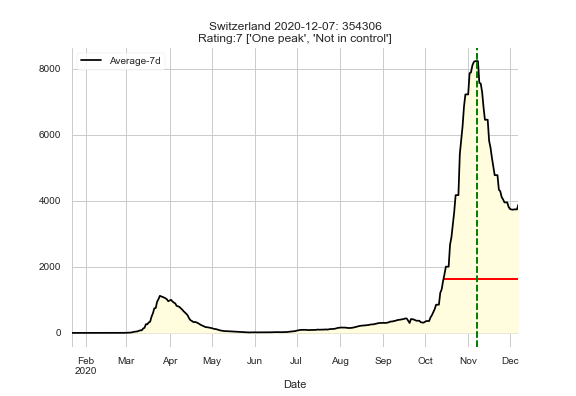 Switzerland 2020-12-07: 354306
Rating:7 ['One peak', 'Not in control']
Average-7d
8000
6000
4000
2000
0
Feb Mar Apr May Jun Jul Aug Sep Oct Nov Dec
2020
Date